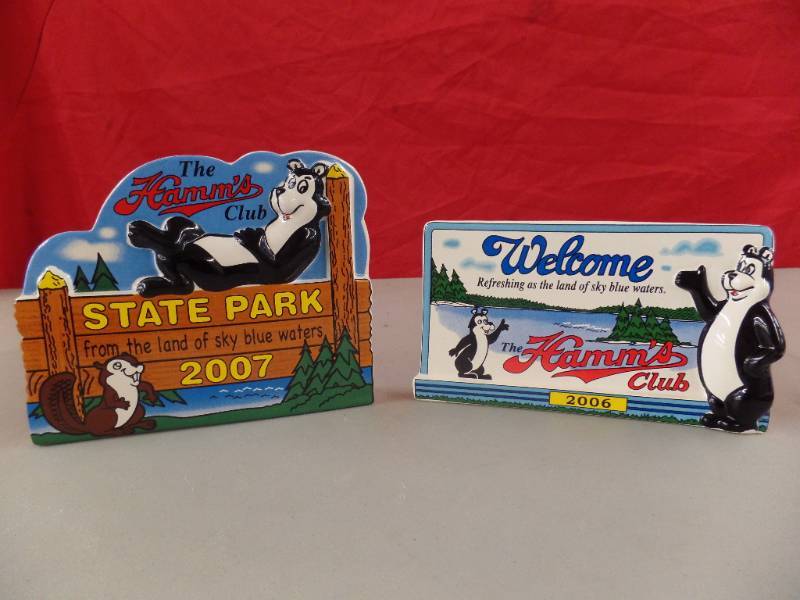 The
Hamm's
Club
STATE PARK
from the land of sky blue waters
2007
Welcome
Refreshing as the land of sky blue waters.
The Hamm's
Club
2006